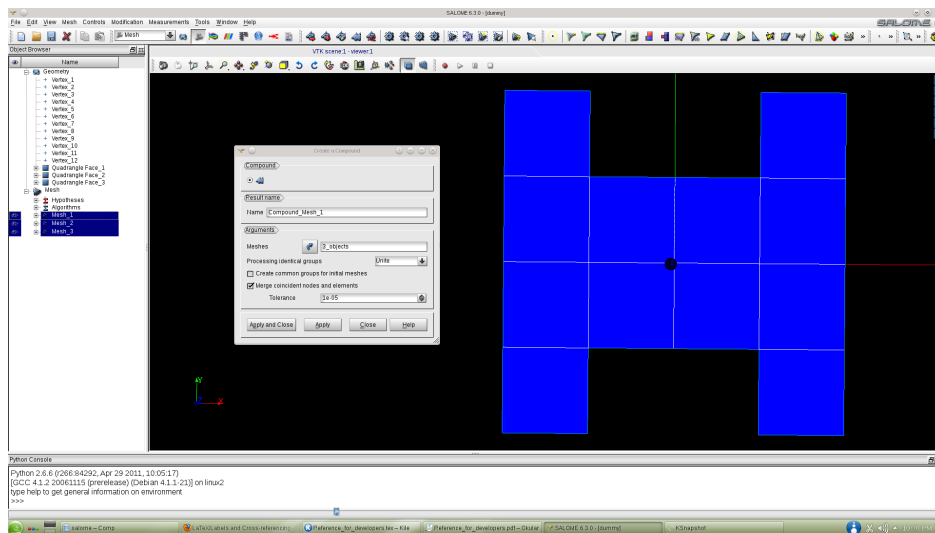 SALOME 6.3.0 - [dummy]
File Edit View Mesh Controls Modification Measurements Tools Window Help
SALOME
Mesh
Object Browser
VTK scene:1 - viewer:1
Name
Geometry
Vertex_1
Vertex_2
Vertex_3
Vertex_4
Vertex_5
Vertex_6
Vertex_7
Vertex_8
Vertex_9
Vertex_10
Vertex_11
Vertex_12
Quadrangle Face_1
Quadrangle Face_2
Quadrangle Face_3
Mesh
Hypotheses
Algorithms
Mesh_1
Mesh_2
Mesh_3
Create a Compound
Compound
Result name
Name Compound_Mesh_1
Arguments
Meshes 3_objects
Processing identical groups Unite
Create common groups for initial meshes
Merge coincident nodes and elements
Tolerance 1e-05
Apply and Close Apply Close Help
Y
X
Python Console
Python 2.6.6 (r266:84292, Apr 29 2011, 10:05:17)
[GCC 4.1.2 20061115 (prerelease) (Debian 4.1.1-21)] on linux2
type help to get general information on environment
>>>
salome – Comp
LaTeX/Labels and Cross-referencing
Reference_for_developers.tex – Kile
Reference_for_developers.pdf – Okular
SALOME 6.3.0 - [dummy]
KSnapshot